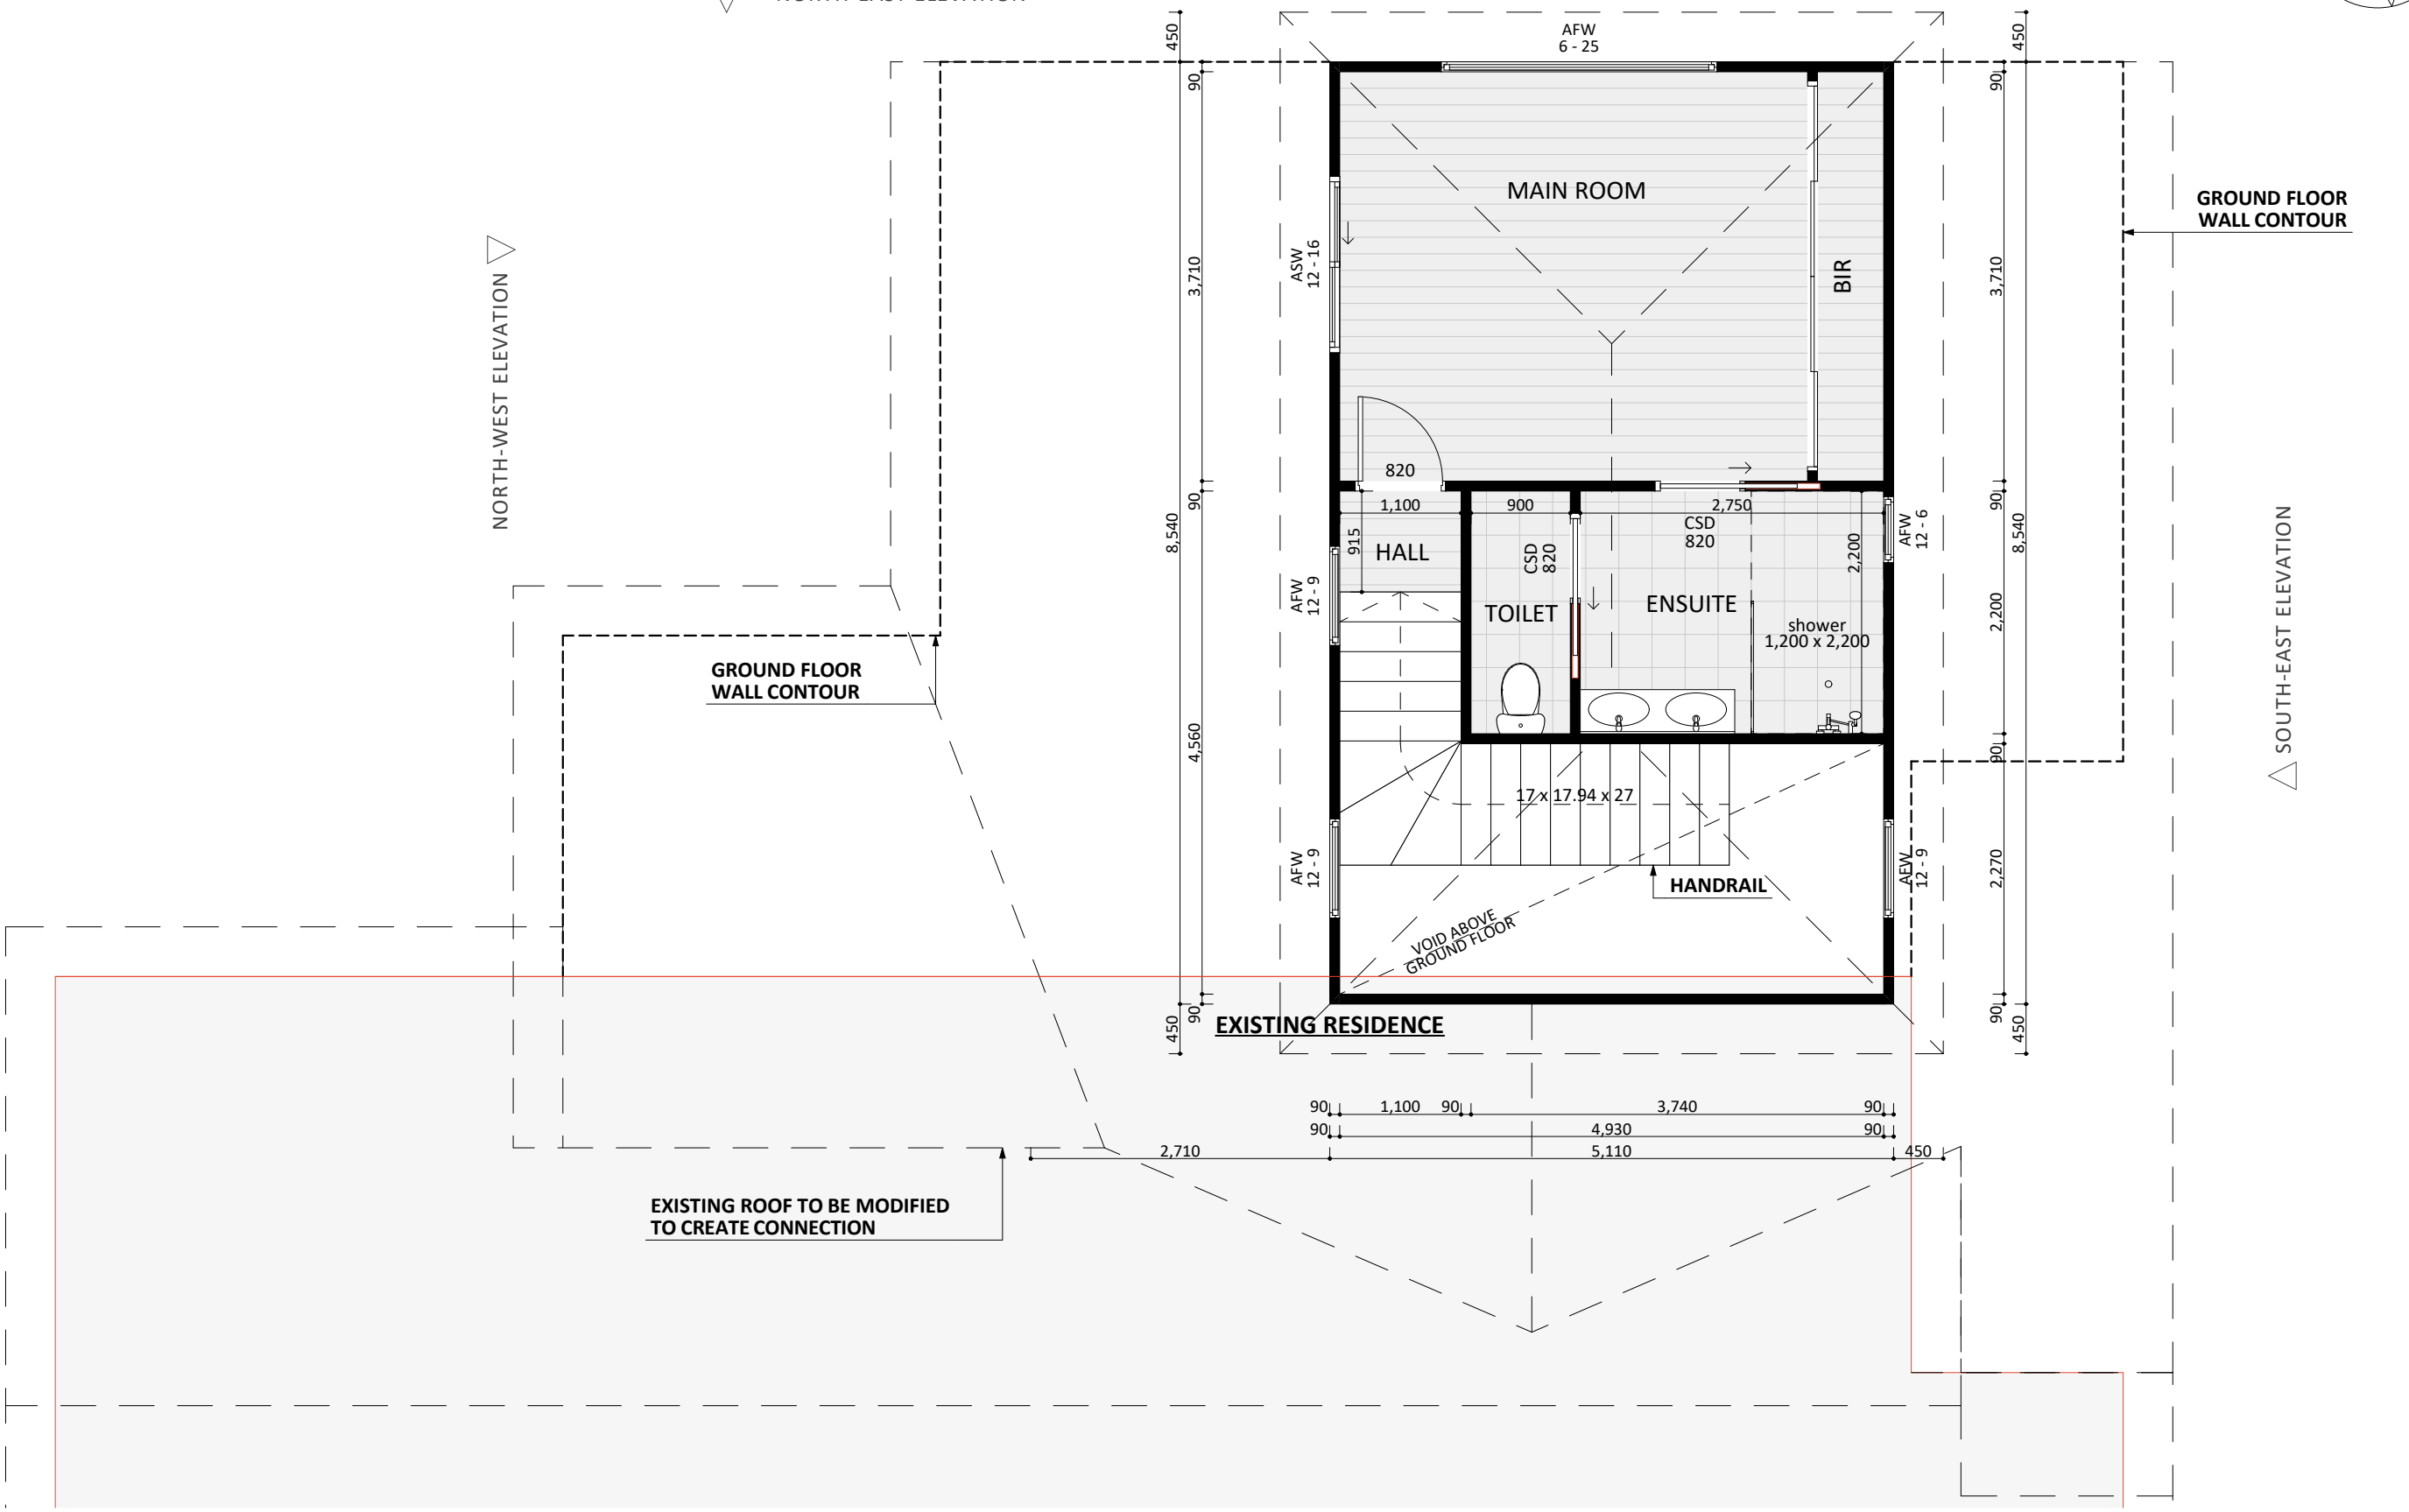 NORTH-EAST ELEVATION
450
AFW
6 - 25
450
90
90
MAIN ROOM
GROUND FLOOR
WALL CONTOUR
ASW
12 - 16
3,710
BIR
3,710
NORTH-WEST ELEVATION
820
90
8,540
1,100
900
2,750
CSD
820
915
HALL
CSD
820
2,200
AFW
12 - 6
90
8,540
AFW
12 - 9
TOILET
ENSUITE
shower
1,200 x 2,200
2,200
SOUTH-EAST ELEVATION
GROUND FLOOR
WALL CONTOUR
4,560
90
17 x 17.94 x 27
AFW
12 - 9
HANDRAIL
AFW
12 - 9
2,270
VOID ABOVE
GROUND FLOOR
90
450
EXISTING RESIDENCE
90
450
90
1,100
90
3,740
90
90
4,930
90
2,710
5,110
450
EXISTING ROOF TO BE MODIFIED
TO CREATE CONNECTION